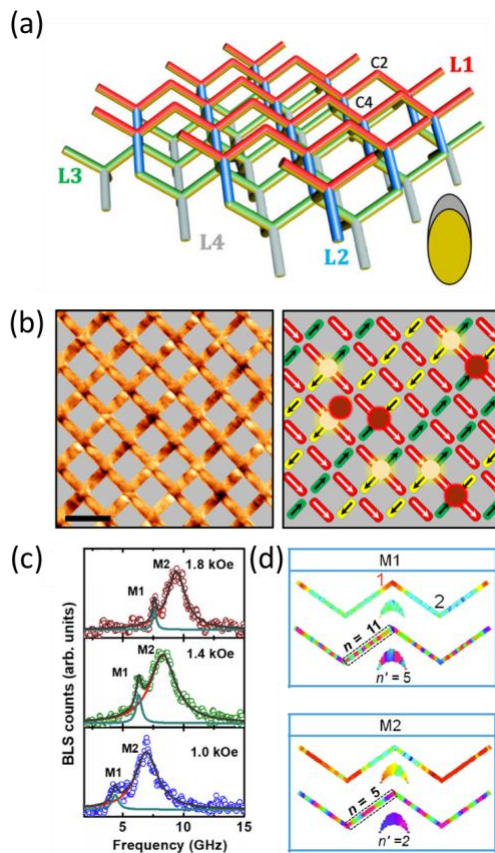 (a)
C2
L1
C4
L3
L4
L2
(b)
(c)
(d)
M2
1.8 kOe
M1
M2
1.4 kOe
M1
M2
1.0 kOe
M1
BLS counts (arb. units)
5 10 15
Frequency (GHz)
M1
1
2
n = 11
n' = 5
M2
n = 5
n'=2